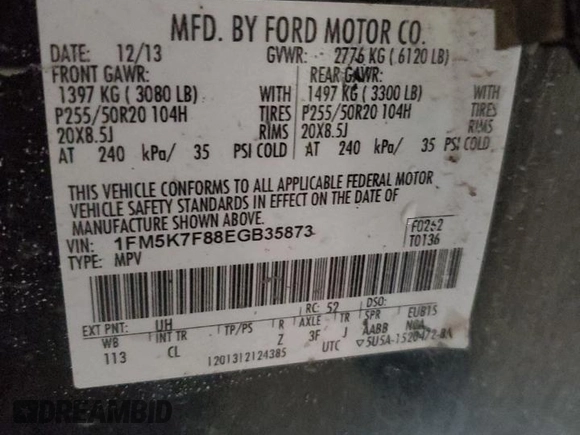 MFD. BY FORD MOTOR CO.
DATE: 12/13 GVWR: 2776 KG ( 6120 LB)
FRONT GAWR: REAR GAWR:
1397 KG ( 3080 LB) WITH 1497 KG ( 3300 LB) WITH
P255/50R20 104H TIRES P255/50R20 104H TIRES
20X8.5J RIMS 20X8.5J RIMS
AT 240 kPa/ 35 PSI COLD AT 240 kPa/ 35 PSI COLD
THIS VEHICLE CONFORMS TO ALL APPLICABLE FEDERAL MOTOR
VEHICLE SAFETY STANDARDS IN EFFECT ON THE DATE OF
MANUFACTURE SHOWN ABOVE.
VIN: 1FM5K7F88EGB35873 F0252
TYPE: MPV T0136
EXT PNT: UH RC: 52 DSO:
WB INT TR TP/PS R AXLE TR SPR EUB15
113 CL Z 3F J AABB NGA
1201312124385 UTC
DREAMBID